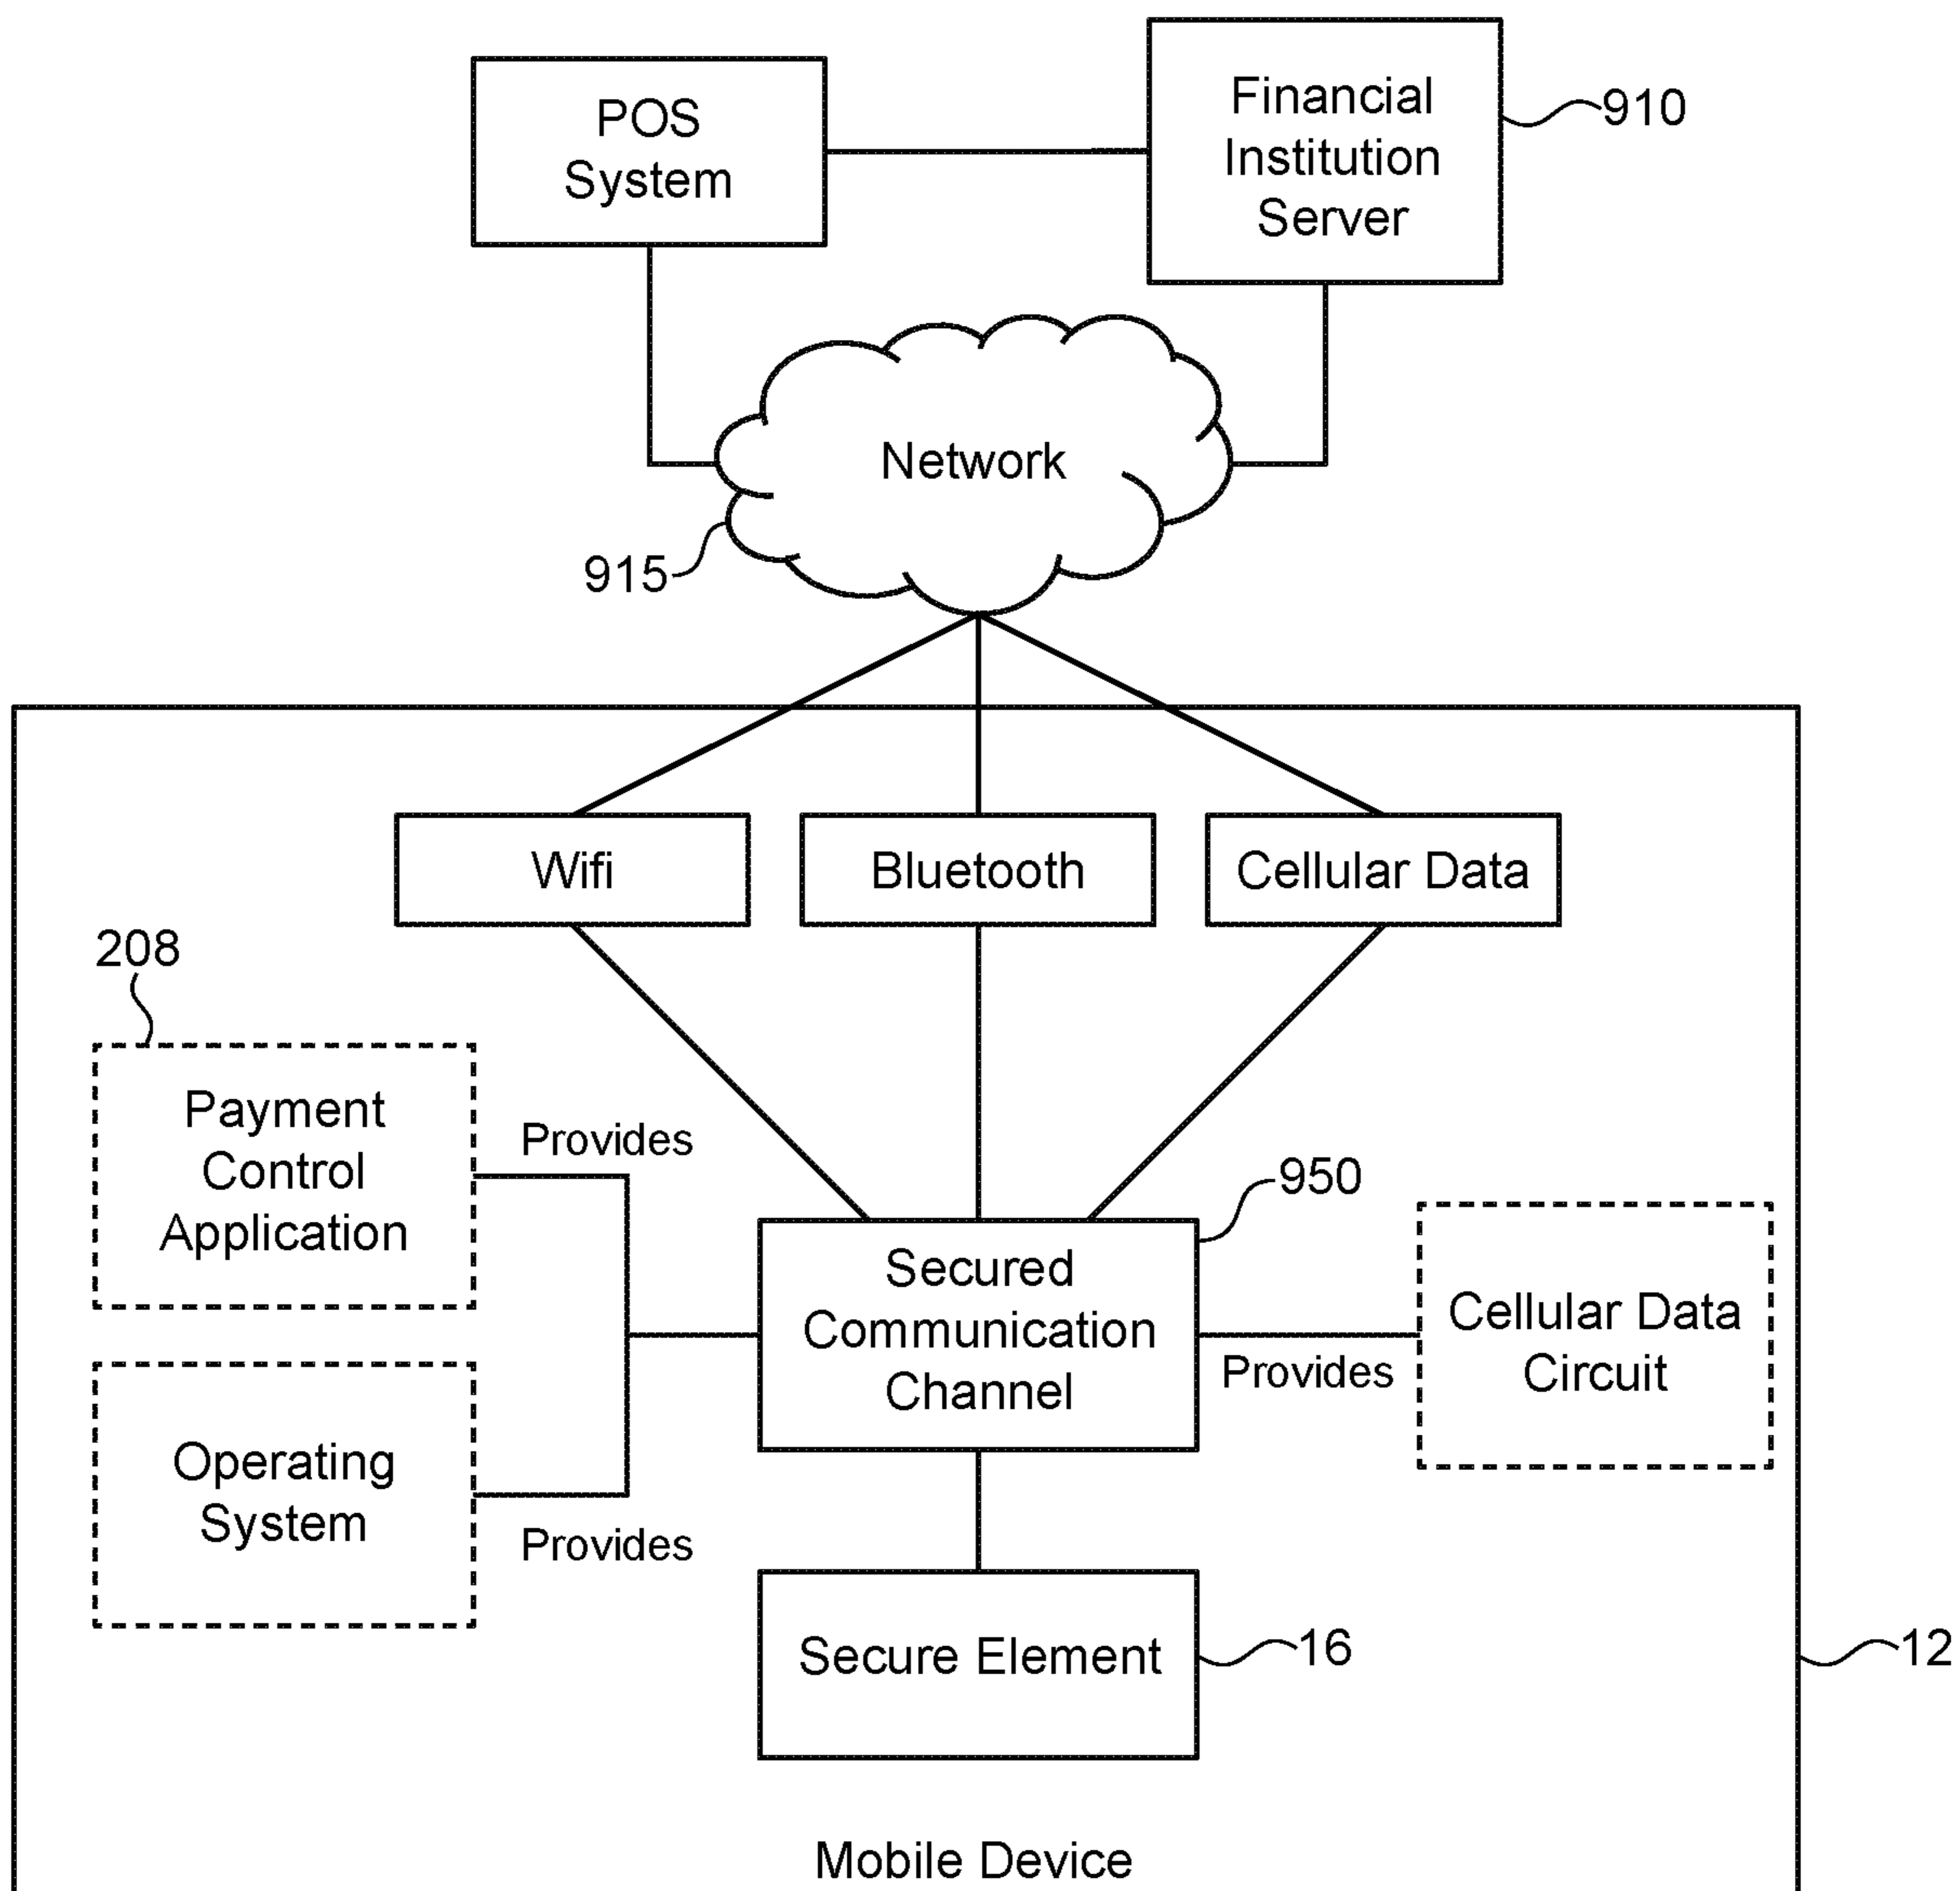 POS
System
Financial
Institution
Server
910
Network
915
Wifi
Bluetooth
Cellular Data
208
Payment
Control
Application
Provides
950
Secured
Communication
Channel
Provides
Cellular Data
Circuit
Operating
System
Provides
Secure Element
16
12
Mobile Device